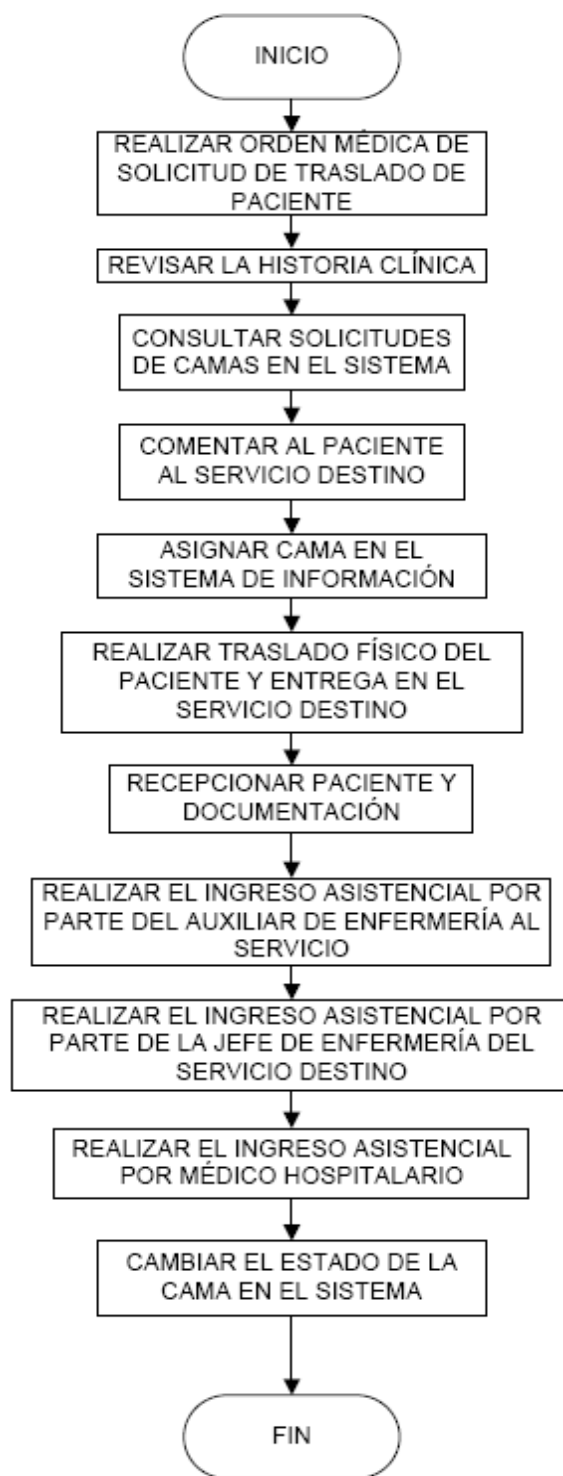 INICIO
REALIZAR ORDEN MÉDICA DE
SOLICITUD DE TRASLADO DE
PACIENTE
REVISAR LA HISTORIA CLÍNICA
CONSULTAR SOLICITUDES
DE CAMAS EN EL SISTEMA
COMENTAR AL PACIENTE
AL SERVICIO DESTINO
ASIGNAR CAMA EN EL
SISTEMA DE INFORMACIÓN
REALIZAR TRASLADO FÍSICO DEL
PACIENTE Y ENTREGA EN EL
SERVICIO DESTINO
RECEPCIONAR PACIENTE Y
DOCUMENTACIÓN
REALIZAR EL INGRESO ASISTENCIAL POR
PARTE DEL AUXILIAR DE ENFERMERÍA AL
SERVICIO
REALIZAR EL INGRESO ASISTENCIAL POR
PARTE DE LA JEFE DE ENFERMERÍA DEL
SERVICIO DESTINO
REALIZAR EL INGRESO ASISTENCIAL
POR MÉDICO HOSPITALARIO
CAMBIAR EL ESTADO DE LA
CAMA EN EL SISTEMA
FIN